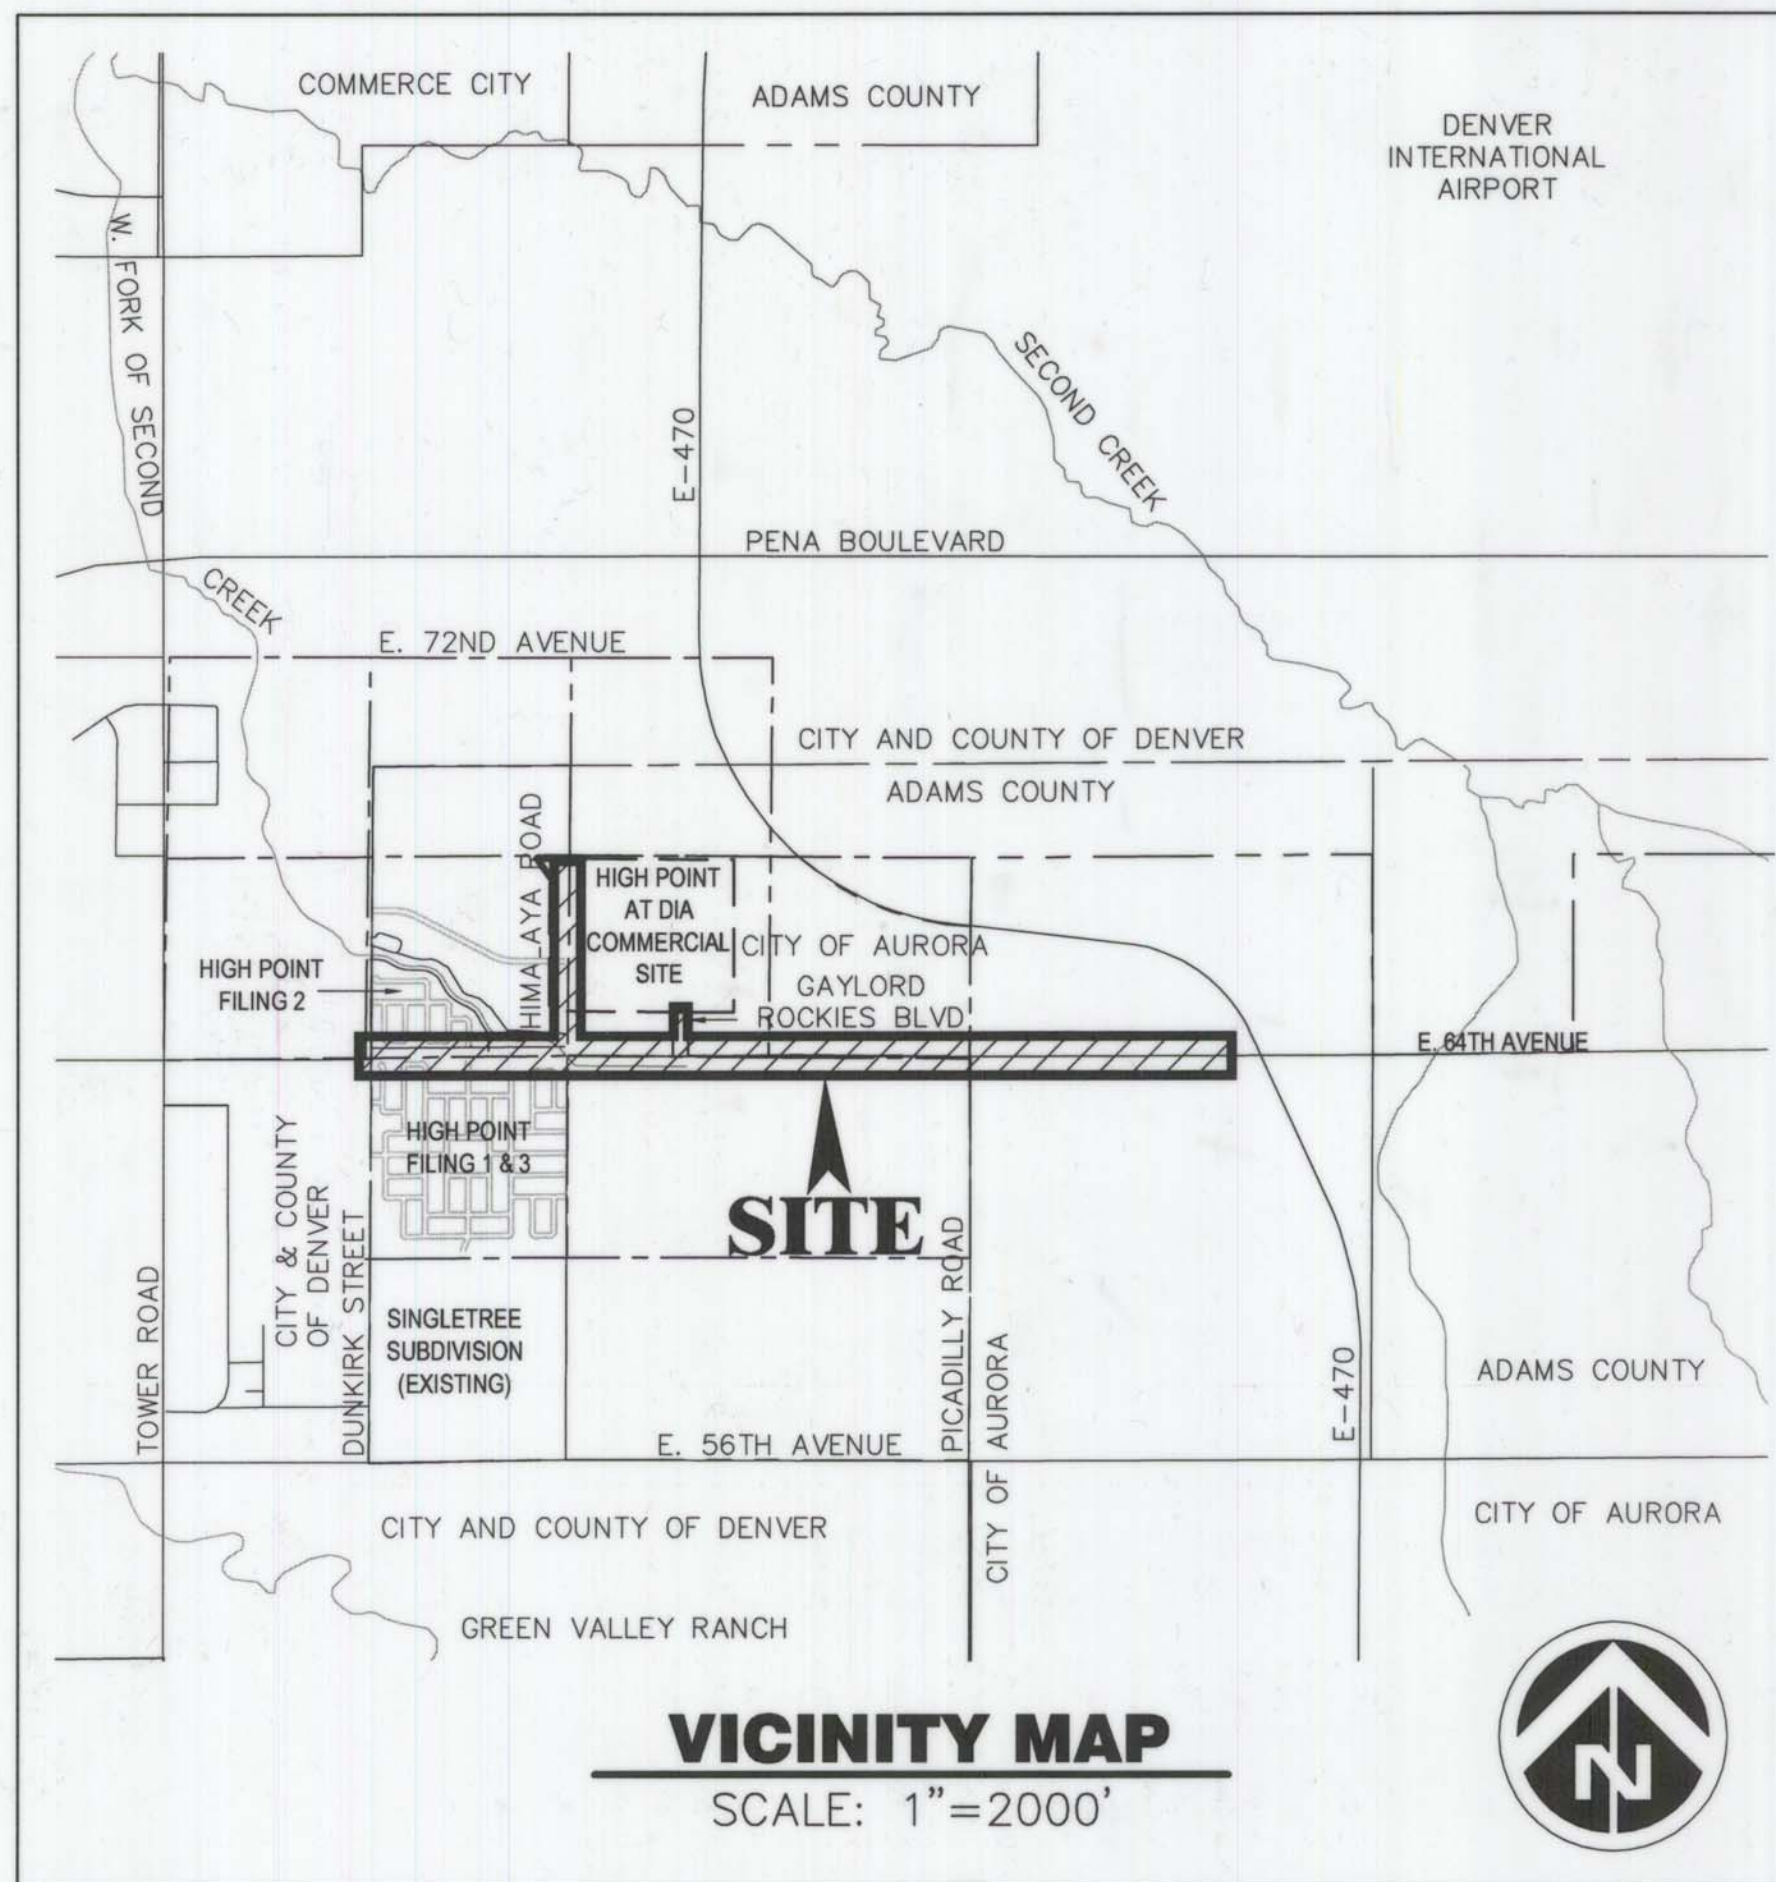 COMMERCE CITY
ADAMS COUNTY
DENVER
INTERNATIONAL
AIRPORT
W. FORK OF SECOND
CREEK
SECOND CREEK
E-470
PENA BOULEVARD
E. 72ND AVENUE
CITY AND COUNTY OF DENVER
ADAMS COUNTY
HIMALAYA ROAD
HIGH POINT
AT DIA
COMMERCIAL
SITE
CITY OF AURORA
GAYLORD
ROCKIES BLVD
HIGH POINT
FILING 2
E. 64TH AVENUE
HIGH POINT
FILING 1 & 3
SITE
CITY & COUNTY
OF DENVER
DUNKIRK STREET
TOWER ROAD
SINGLETREE
SUBDIVISION
(EXISTING)
PICADILLY ROAD
CITY OF AURORA
E-470
ADAMS COUNTY
E. 56TH AVENUE
CITY AND COUNTY OF DENVER
CITY OF AURORA
GREEN VALLEY RANCH
VICINITY MAP
SCALE: 1"=2000'
N